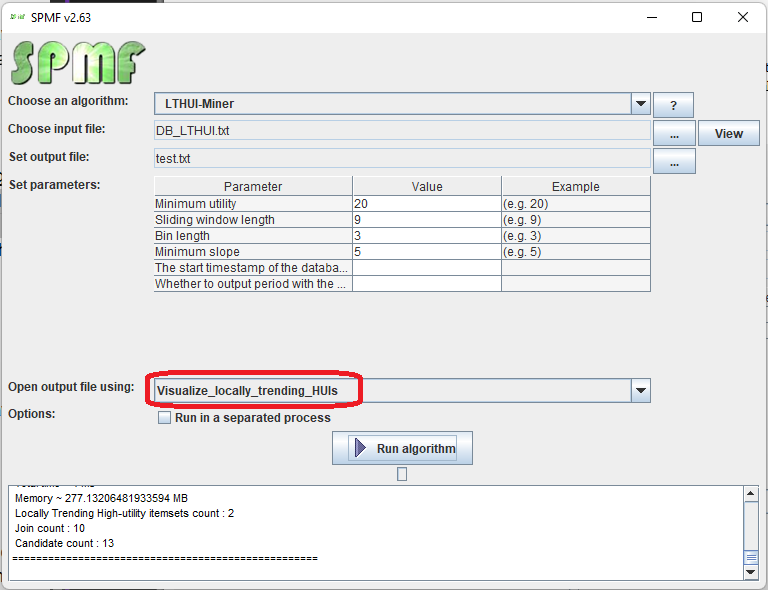 SPMF v2.63
SPMF
Choose an algorithm: LTHUI-Miner ?
Choose input file: DB_LTHUI.txt ... View
Set output file: test.txt ...
Set parameters: Parameter Value Example
Minimum utility 20 (e.g. 20)
Sliding window length 9 (e.g. 9)
Bin length 3 (e.g. 3)
Minimum slope 5 (e.g. 5)
The start timestamp of the databa...
Whether to output period with the ...
Open output file using: Visualize_locally_trending_HUIs
Options: Run in a separated process
Run algorithm
Memory ~ 277.13206481933594 MB
Locally Trending High-utility itemsets count : 2
Join count : 10
Candidate count : 13
===================================================